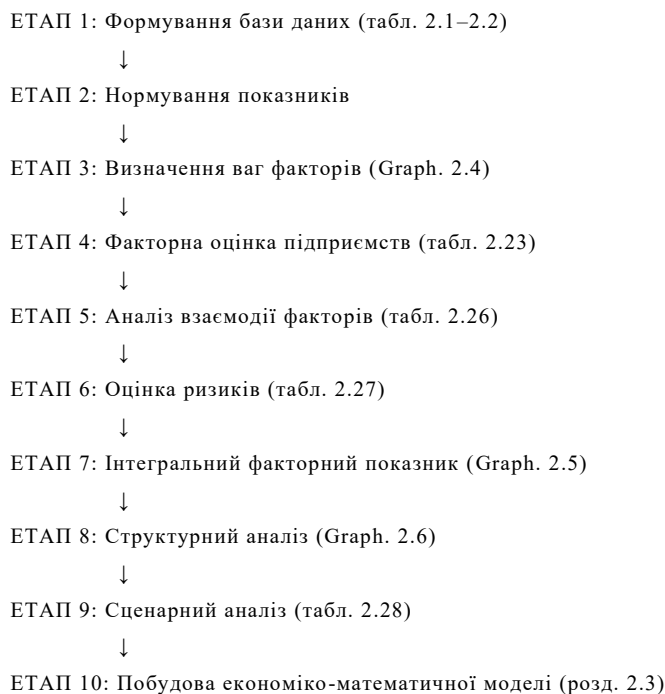 ЕТАП 1: Формування бази даних (табл. 2.1–2.2)
↓
ЕТАП 2: Нормування показників
↓
ЕТАП 3: Визначення ваг факторів (Graph. 2.4)
↓
ЕТАП 4: Факторна оцінка підприємств (табл. 2.23)
↓
ЕТАП 5: Аналіз взаємодії факторів (табл. 2.26)
↓
ЕТАП 6: Оцінка ризиків (табл. 2.27)
↓
ЕТАП 7: Інтегральний факторний показник (Graph. 2.5)
↓
ЕТАП 8: Структурний аналіз (Graph. 2.6)
↓
ЕТАП 9: Сценарний аналіз (табл. 2.28)
↓
ЕТАП 10: Побудова економіко-математичної моделі (розд. 2.3)